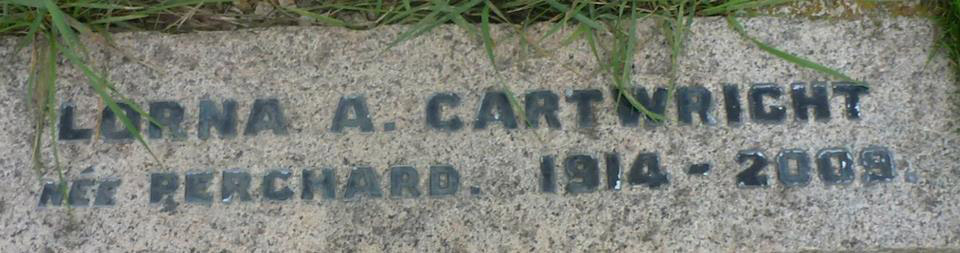 LORNA A. CARTWRIGHT
NÉE PERCHARD. 1914 - 2009.